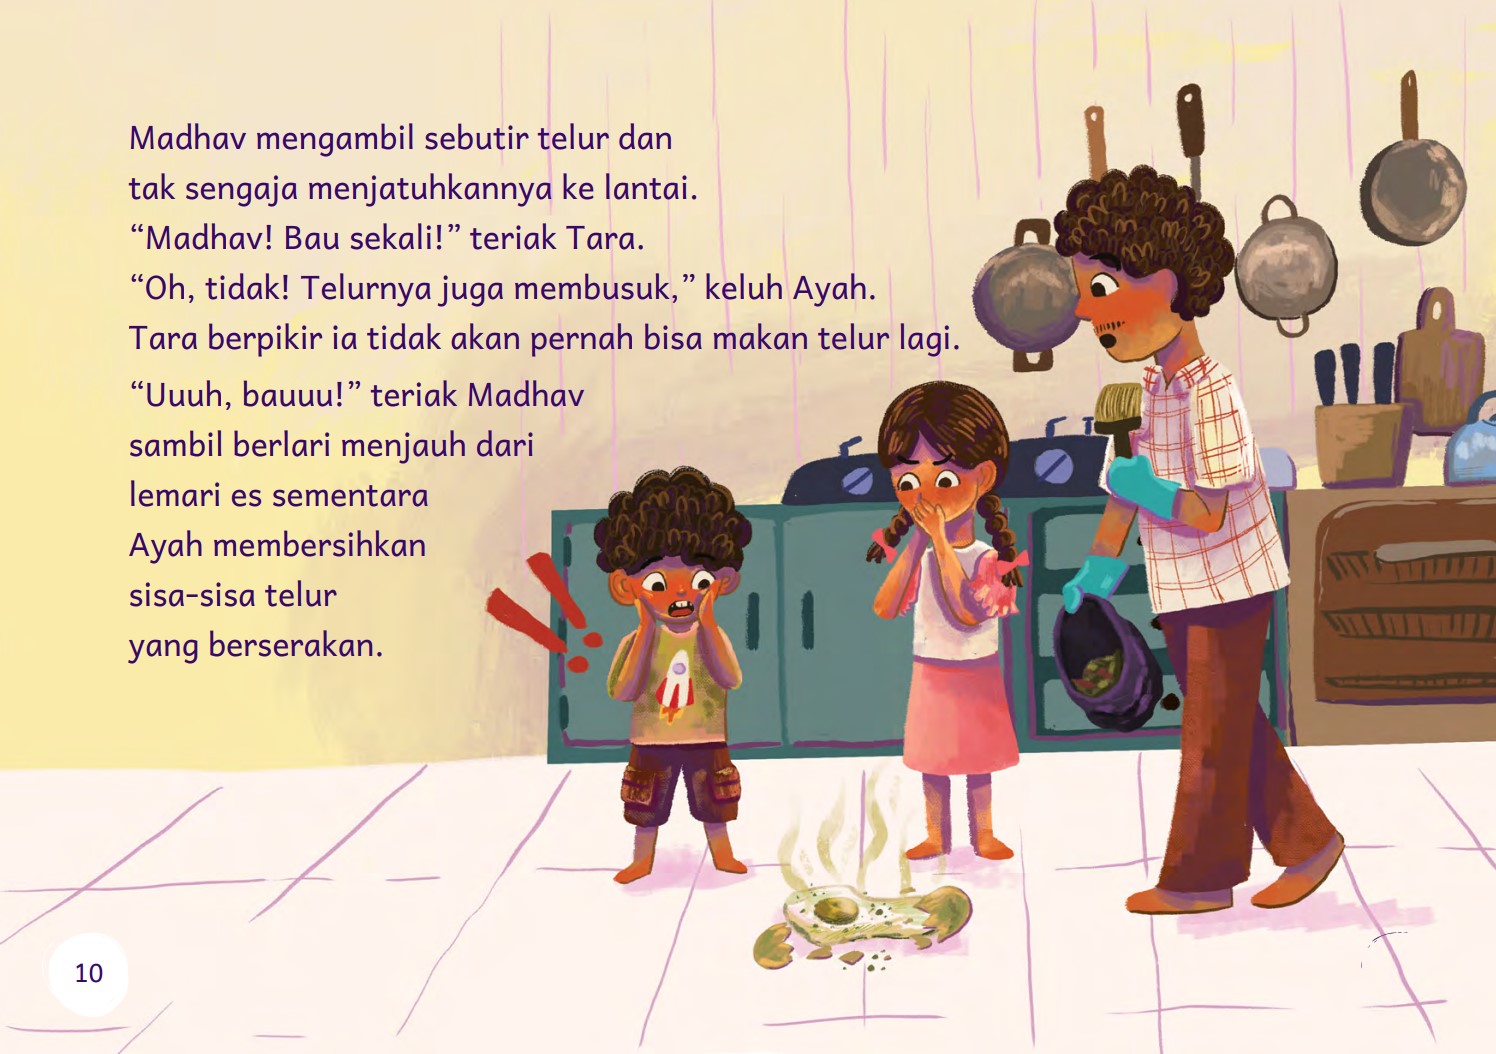 Madhav mengambil sebutir telur dan
tak sengaja menjatuhkannya ke lantai.
“Madhav! Bau sekali!” teriak Tara.
“Oh, tidak! Telurnya juga membusuk,” keluh Ayah.
Tara berpikir ia tidak akan pernah bisa makan telur lagi.
“Uuuh, bauuu!” teriak Madhav
sambil berlari menjauh dari
lemari es sementara
Ayah membersihkan
sisa-sisa telur
yang berserakan.
10